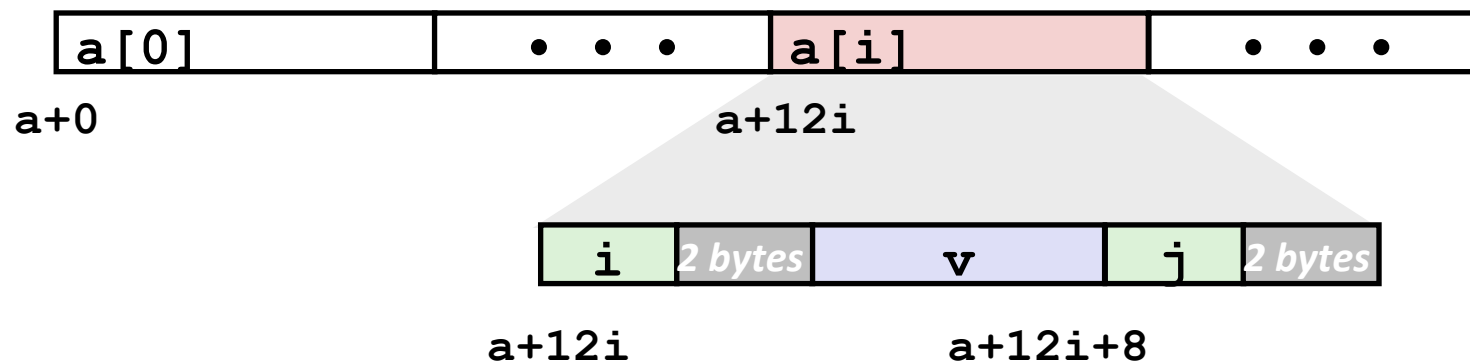 a[0] • • • a[i] • • •
a+0 a+12i
i 2 bytes v j 2 bytes
a+12i a+12i+8